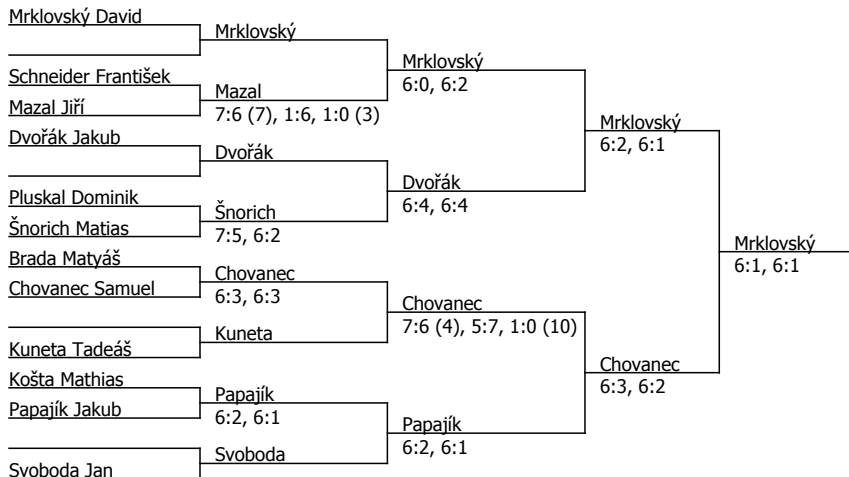 Mrklovský David
Schneider František
Mazal Jiří
Dvořák Jakub
Pluskal Dominik
Šnorich Matias
Brada Matyáš
Chovanec Samuel
Kuneta Tadeáš
Košta Mathias
Papajík Jakub
Svoboda Jan
Mrklovský
Mazal
7:6 (7), 1:6, 1:0 (3)
Dvořák
Šnorich
7:5, 6:2
Chovanec
6:3, 6:3
Kuneta
Papajík
6:2, 6:1
Svoboda
Mrklovský
6:0, 6:2
Dvořák
6:4, 6:4
Chovanec
7:6 (4), 5:7, 1:0 (10)
Papajík
6:2, 6:1
Mrklovský
6:2, 6:1
Chovanec
6:3, 6:2
Mrklovský
6:1, 6:1